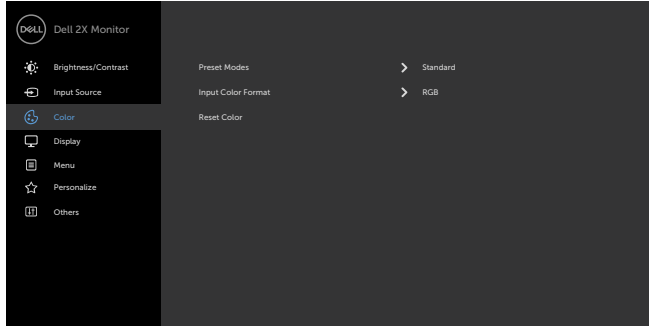 DELL
Dell 2X Monitor
Brightness/Contrast
Preset Modes Standard
Input Source
Input Color Format RGB
Color
Reset Color
Display
Menu
Personalize
Others